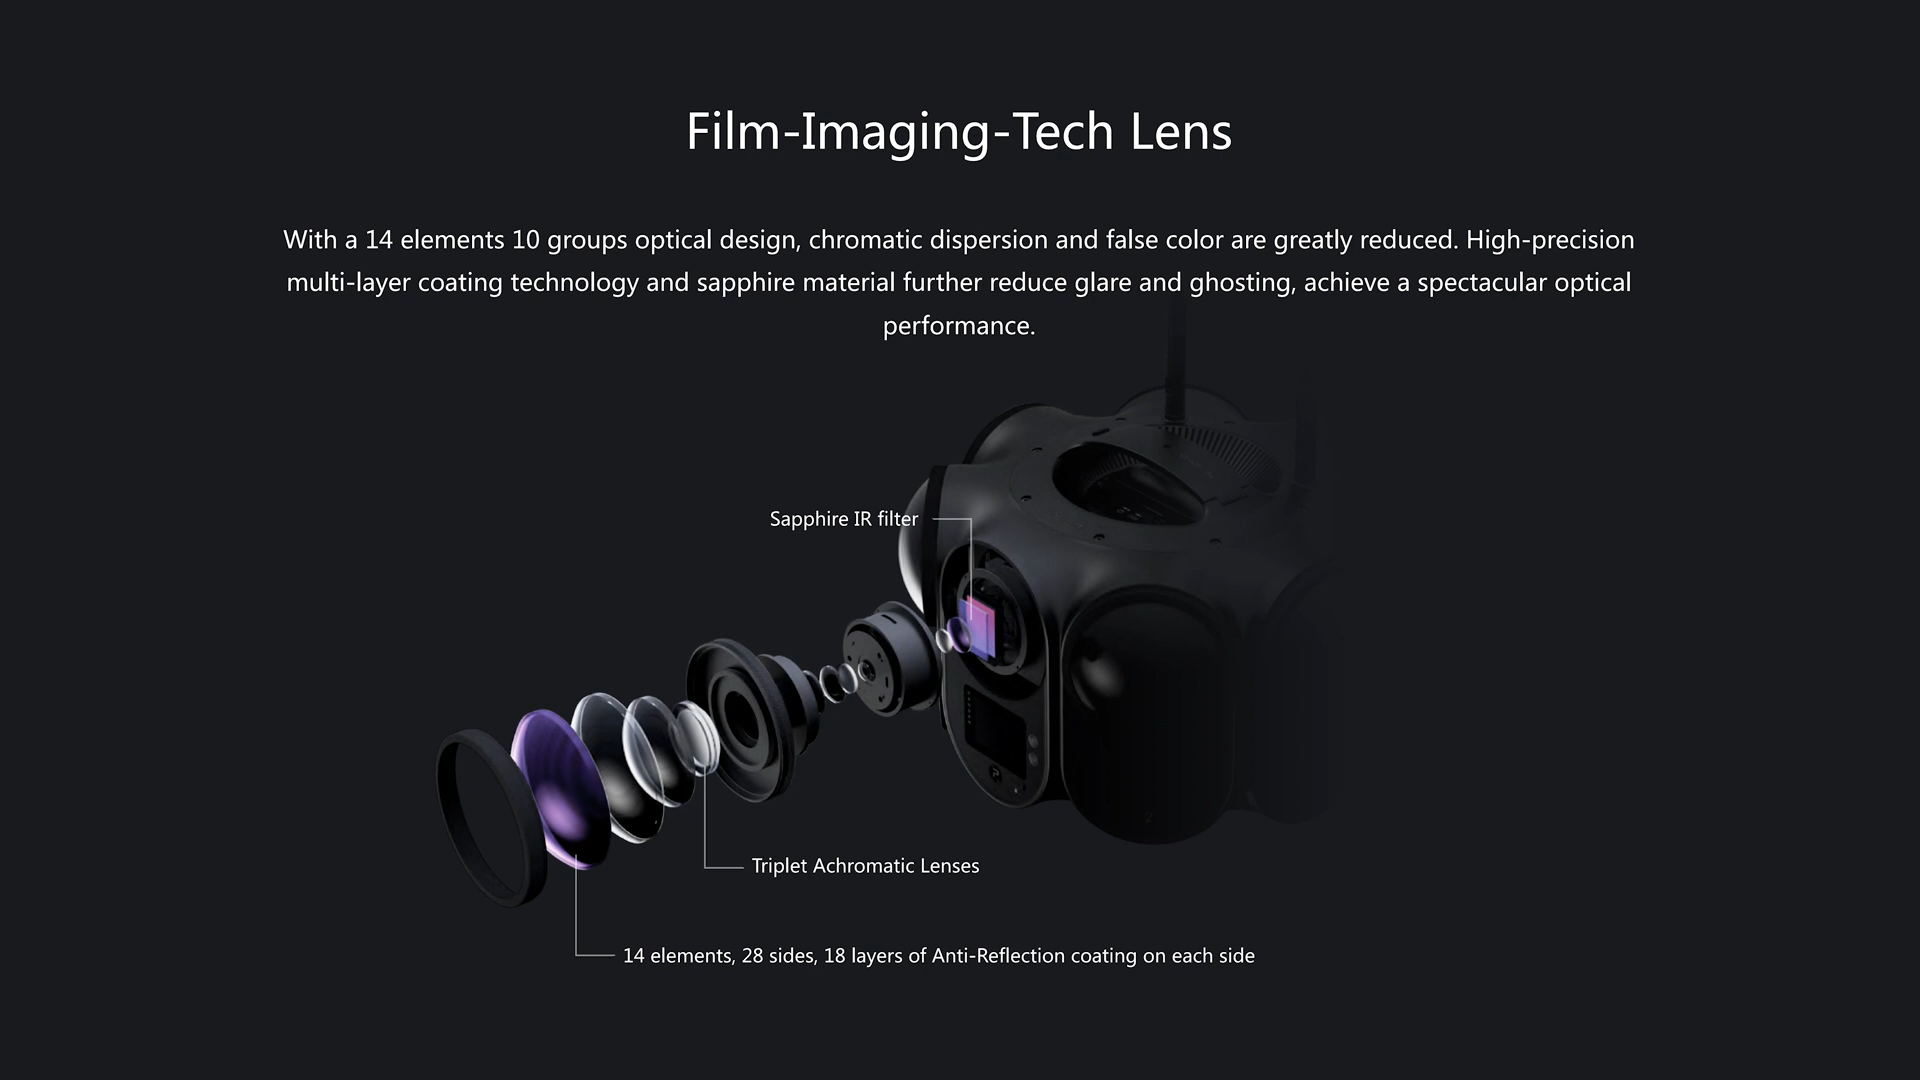 Film-Imaging-Tech Lens
With a 14 elements 10 groups optical design, chromatic dispersion and false color are greatly reduced. High-precision
multi-layer coating technology and sapphire material further reduce glare and ghosting, achieve a spectacular optical
performance.
Sapphire IR filter
Triplet Achromatic Lenses
14 elements, 28 sides, 18 layers of Anti-Reflection coating on each side
2